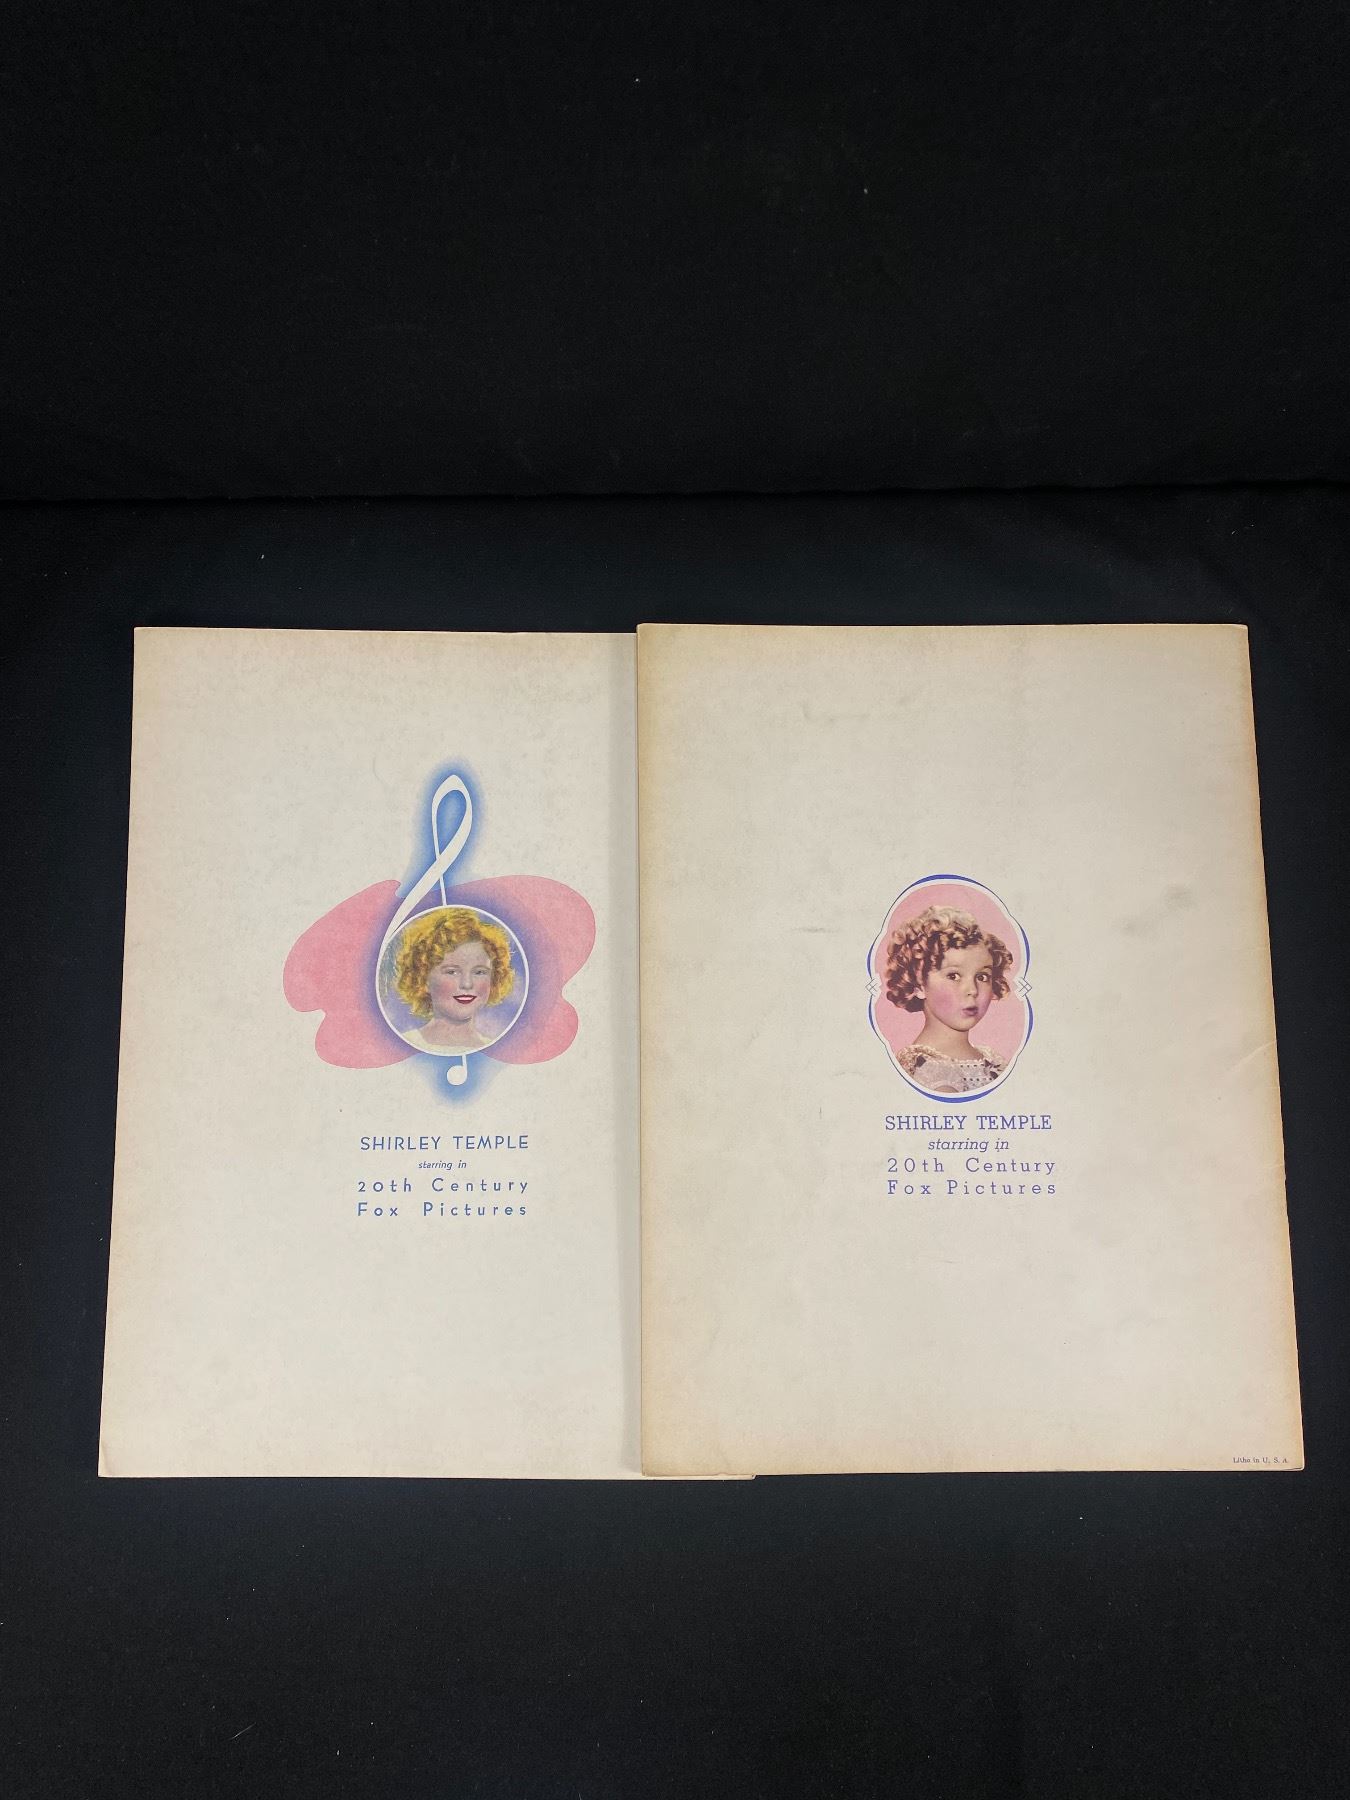 SHIRLEY TEMPLE
starring in
20th Century
Fox Pictures
SHIRLEY TEMPLE
starring in
20th Century
Fox Pictures
Litho in U. S. A.